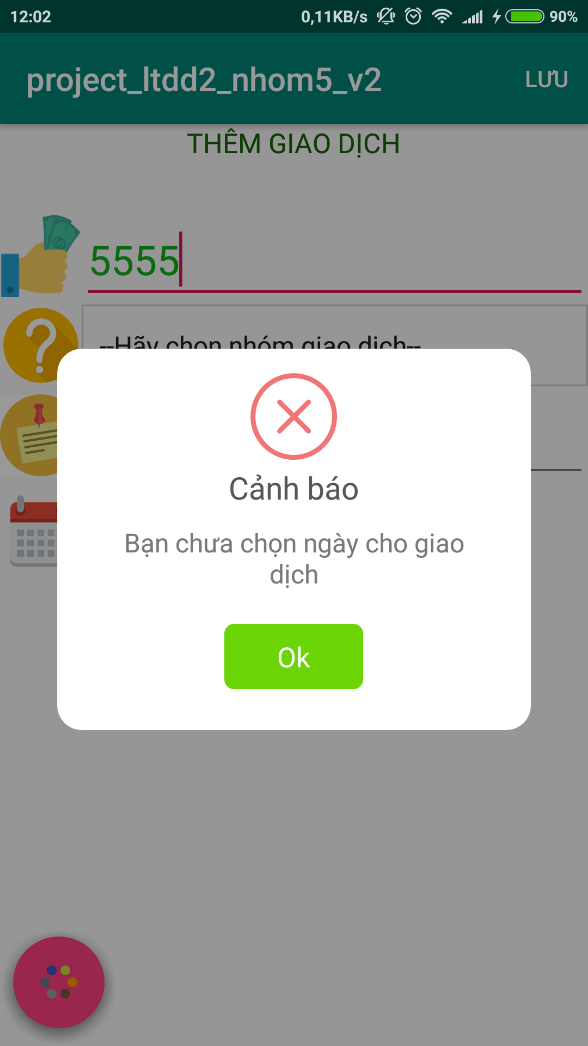 12:02 0,11KB/s 90%
project_ltdd2_nhom5_v2 LƯU
THÊM GIAO DỊCH
5555
--Hãy chọn nhóm giao dịch--
Cảnh báo
Bạn chưa chọn ngày cho giao
dịch
Ok